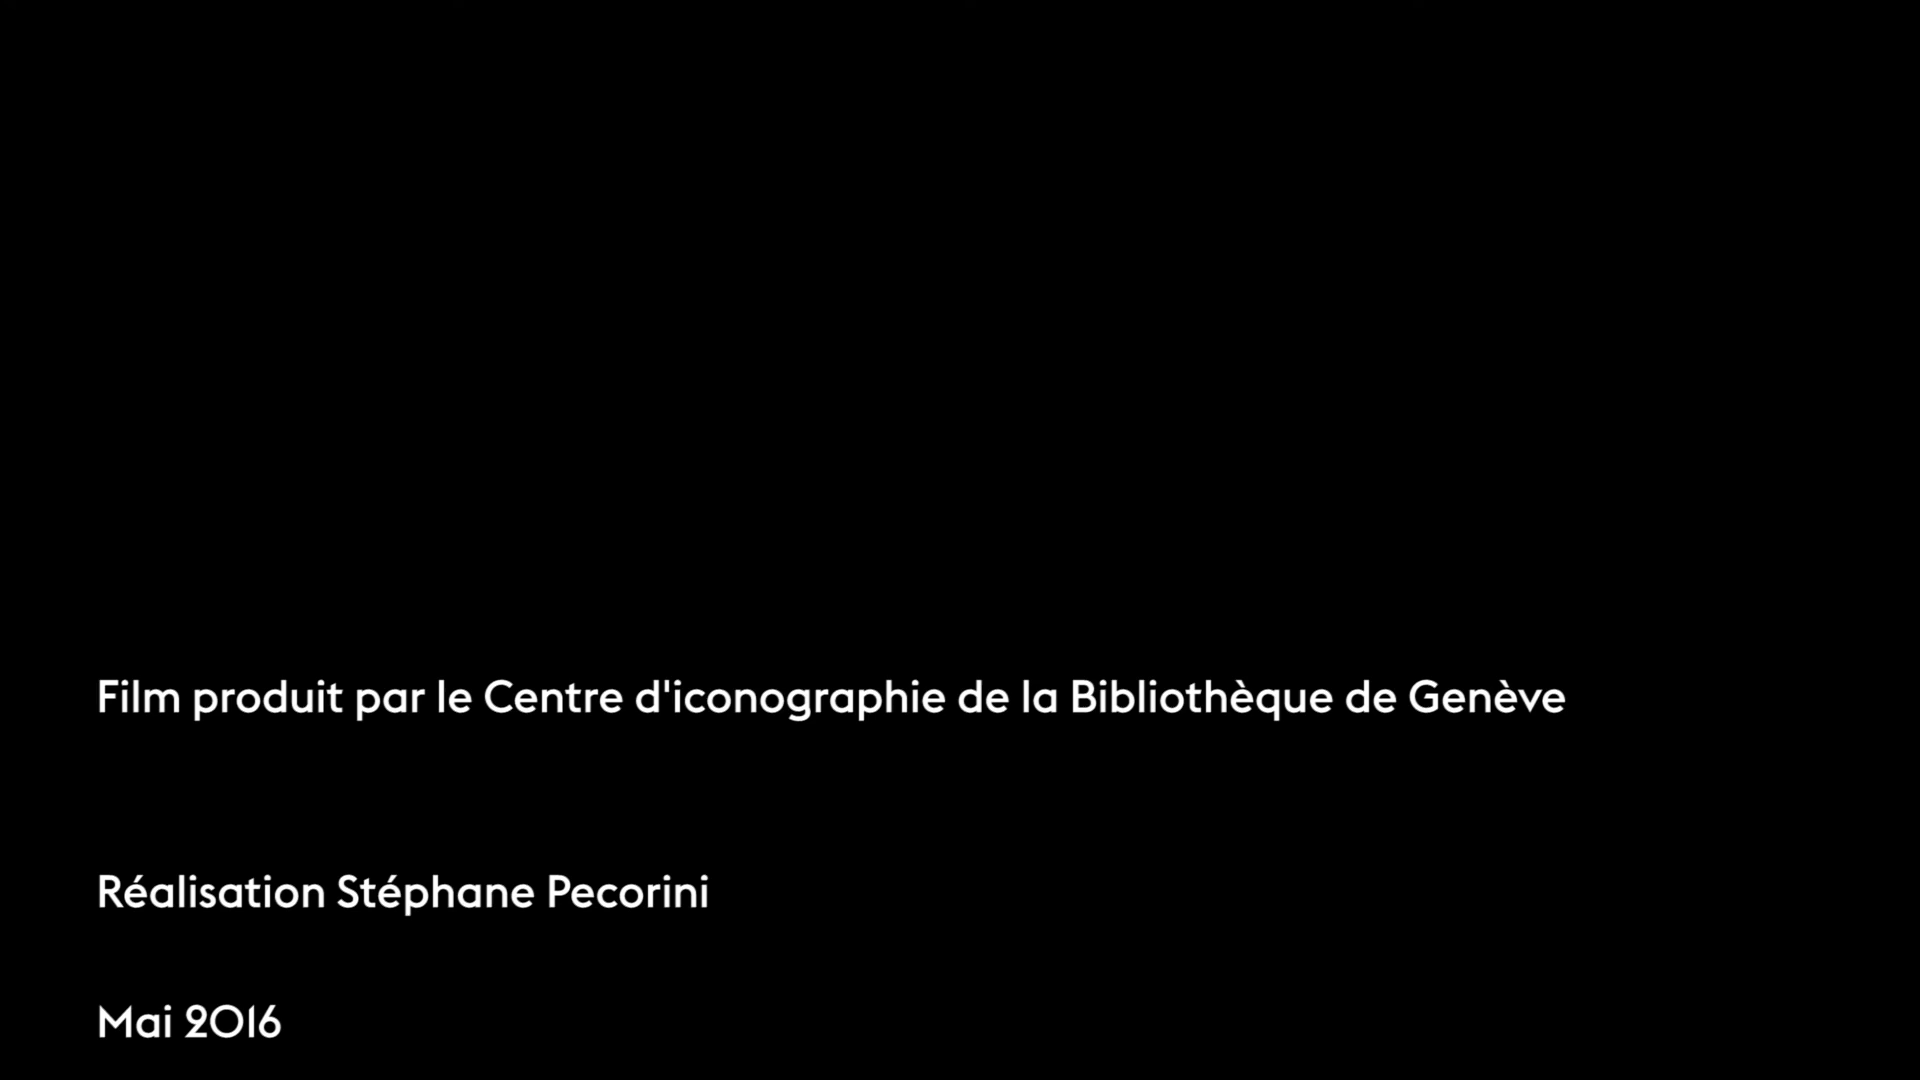 Film produit par le Centre d'iconographie de la Bibliothèque de Genève
Réalisation Stéphane Pecorini
Mai 2016